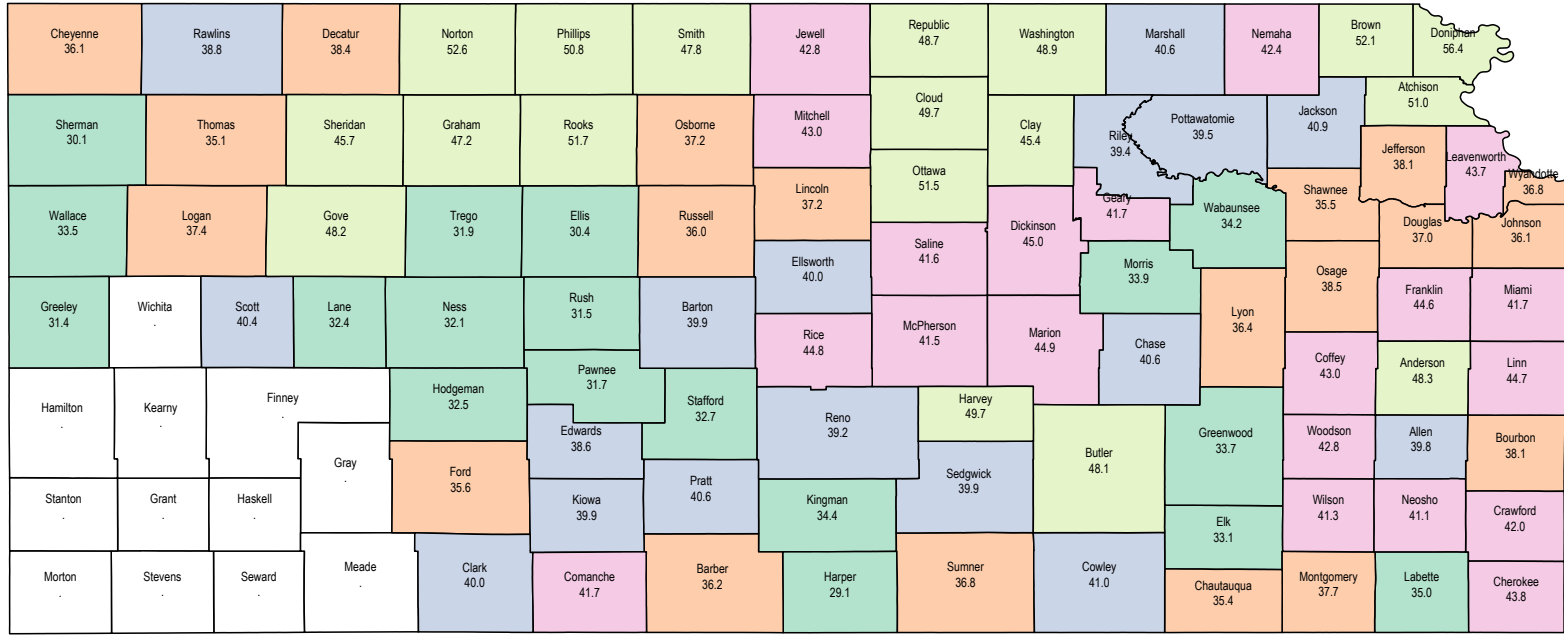 Cheyenne
36.1
Rawlins
38.8
Decatur
38.4
Norton
52.6
Phillips
50.8
Smith
47.8
Jewell
42.8
Republic
48.7
Washington
48.9
Marshall
40.6
Nemaha
42.4
Brown
52.1
Doniphan
56.4
Sherman
30.1
Thomas
35.1
Sheridan
45.7
Graham
47.2
Rooks
51.7
Osborne
37.2
Mitchell
43.0
Cloud
49.7
Clay
45.4
Riley
39.4
Pottawatomie
39.5
Jackson
40.9
Atchison
51.0
Jefferson
38.1
Leavenworth
43.7
Wyandotte
36.8
Wallace
33.5
Logan
37.4
Gove
48.2
Trego
31.9
Ellis
30.4
Russell
36.0
Lincoln
37.2
Ottawa
51.5
Saline
41.6
Dickinson
45.0
Geary
41.7
Wabaunsee
34.2
Shawnee
35.5
Douglas
37.0
Johnson
36.1
Ellsworth
40.0
Morris
33.9
Osage
38.5
Franklin
44.6
Miami
41.7
Greeley
31.4
Wichita
.
Scott
40.4
Lane
32.4
Ness
32.1
Rush
31.5
Barton
39.9
Rice
44.8
McPherson
41.5
Marion
44.9
Chase
40.6
Lyon
36.4
Coffey
43.0
Anderson
48.3
Linn
44.7
Hamilton
.
Kearny
.
Finney
.
Hodgeman
32.5
Pawnee
31.7
Stafford
32.7
Reno
39.2
Harvey
49.7
Gray
.
Ford
35.6
Edwards
38.6
Butler
48.1
Greenwood
33.7
Woodson
42.8
Allen
39.8
Bourbon
38.1
Stanton
.
Grant
.
Haskell
.
Kiowa
39.9
Pratt
40.6
Kingman
34.4
Sedgwick
39.9
Elk
33.1
Wilson
41.3
Neosho
41.1
Crawford
42.0
Morton
.
Stevens
.
Seward
.
Meade
.
Clark
40.0
Comanche
41.7
Barber
36.2
Harper
29.1
Sumner
36.8
Cowley
41.0
Chautauqua
35.4
Montgomery
37.7
Labette
35.0
Cherokee
43.8